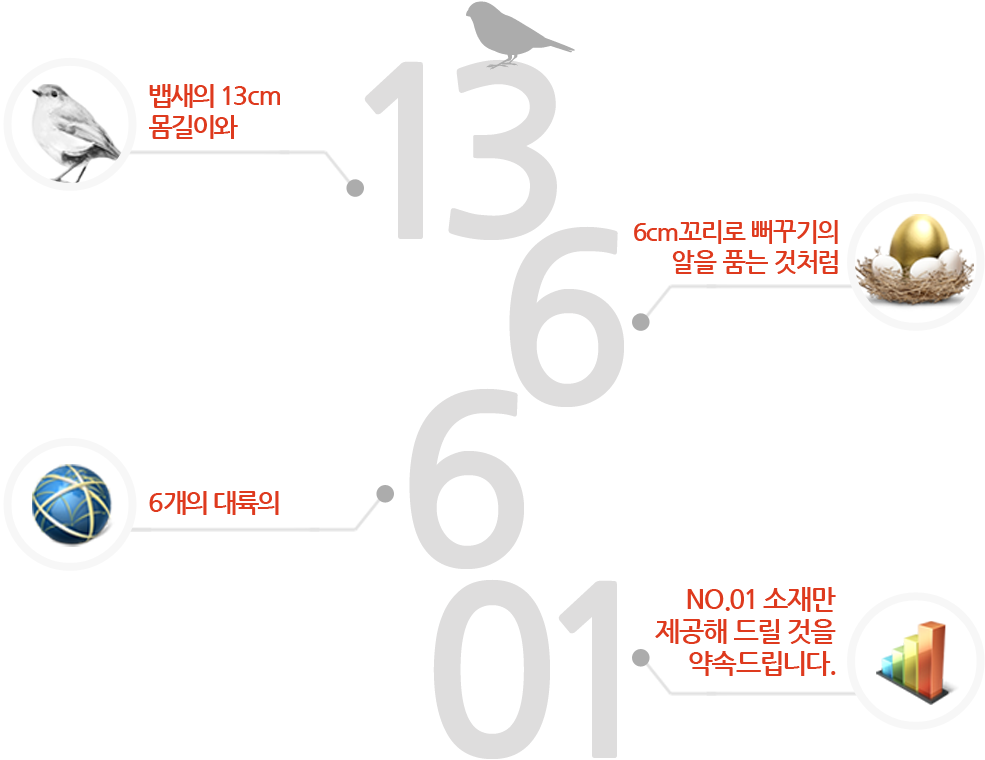 13
뱁새의 13cm
몸길이와
6
6cm꼬리로 뻐꾸기의
알을 품는 것처럼
6
6개의 대륙의
01
NO.01 소재만
제공해 드릴 것을
약속드립니다.